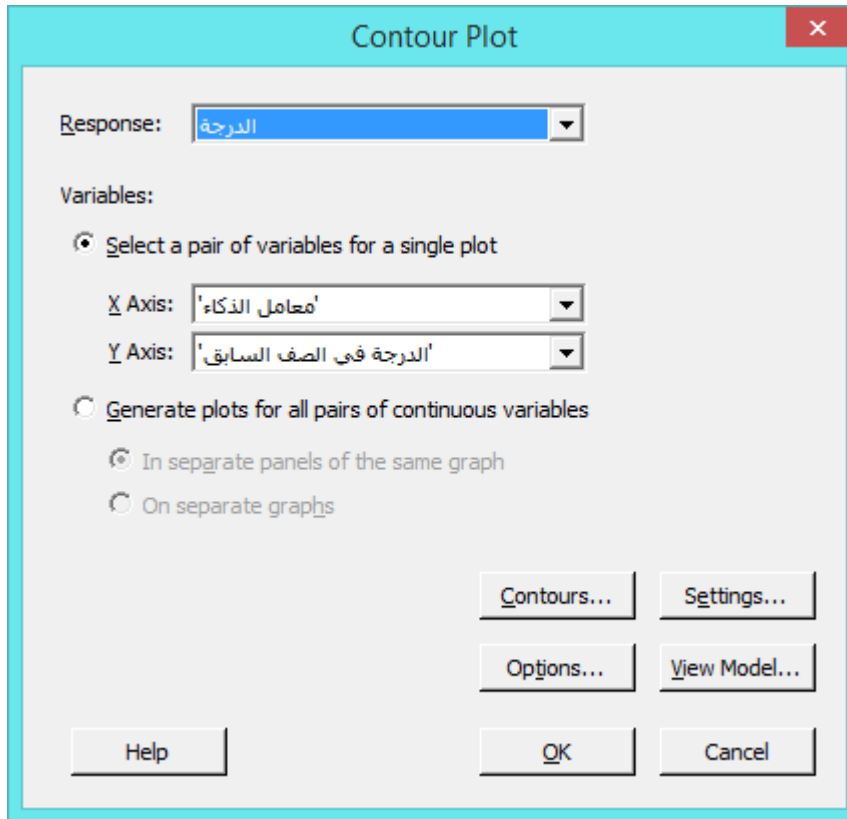 Contour Plot
Response: الدرجة
Variables:
Select a pair of variables for a single plot
X Axis: 'معامل الذكاء'
Y Axis: 'الدرجة في الصف السابق'
Generate plots for all pairs of continuous variables
In separate panels of the same graph
On separate graphs
Contours... Settings...
Options... View Model...
Help OK Cancel